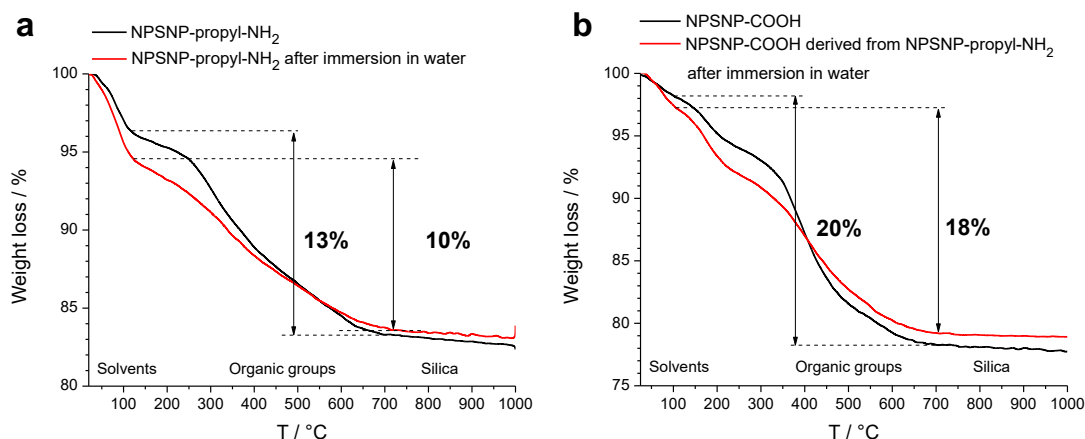 a
NPSNP-propyl-NH2
NPSNP-propyl-NH2 after immersion in water
100
95
90
85
80
Weight loss / %
13%
10%
Solvents
Organic groups
Silica
100 200 300 400 500 600 700 800 900 1000
T / °C
b
NPSNP-COOH
NPSNP-COOH derived from NPSNP-propyl-NH2
after immersion in water
100
95
90
85
80
75
Weight loss / %
20%
18%
Solvents
Organic groups
Silica
100 200 300 400 500 600 700 800 900 1000
T / °C